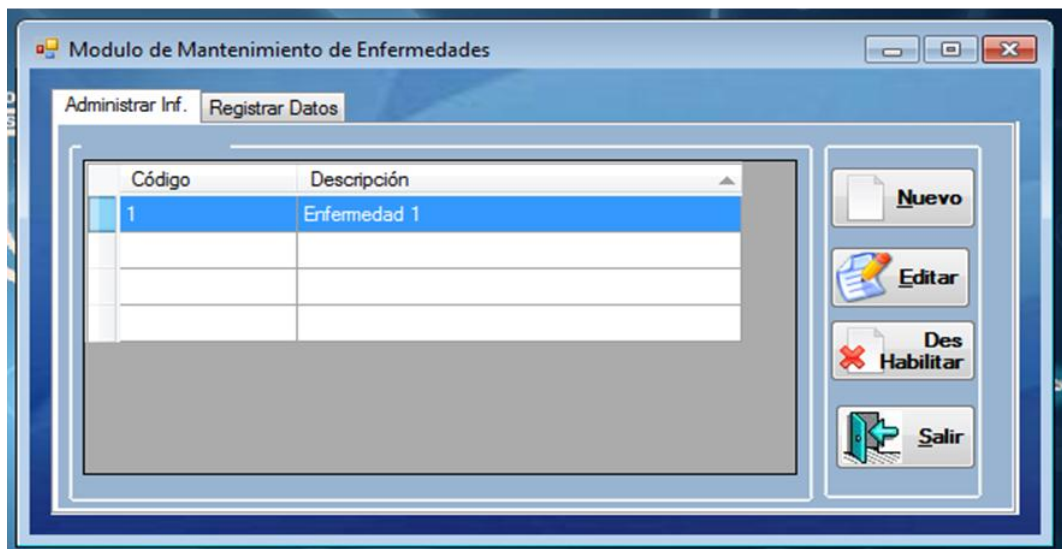 Modulo de Mantenimiento de Enfermedades
Administrar Inf. Registrar Datos
Código Descripción
1 Enfermedad 1
Nuevo
Editar
Des
Habilitar
Salir